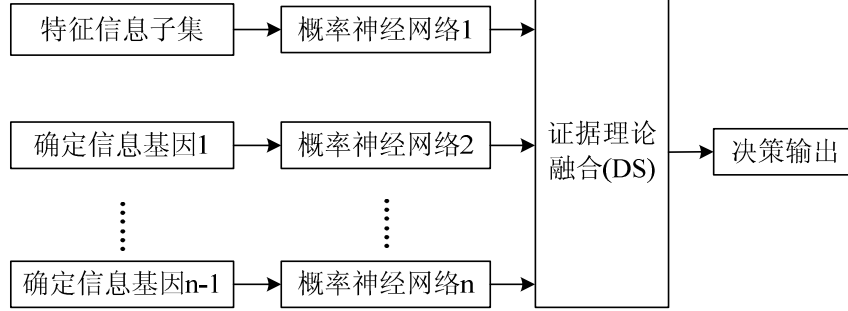 特征信息子集
概率神经网络1
确定信息基因1
概率神经网络2
证据理论
融合(DS)
决策输出
确定信息基因n-1
概率神经网络n